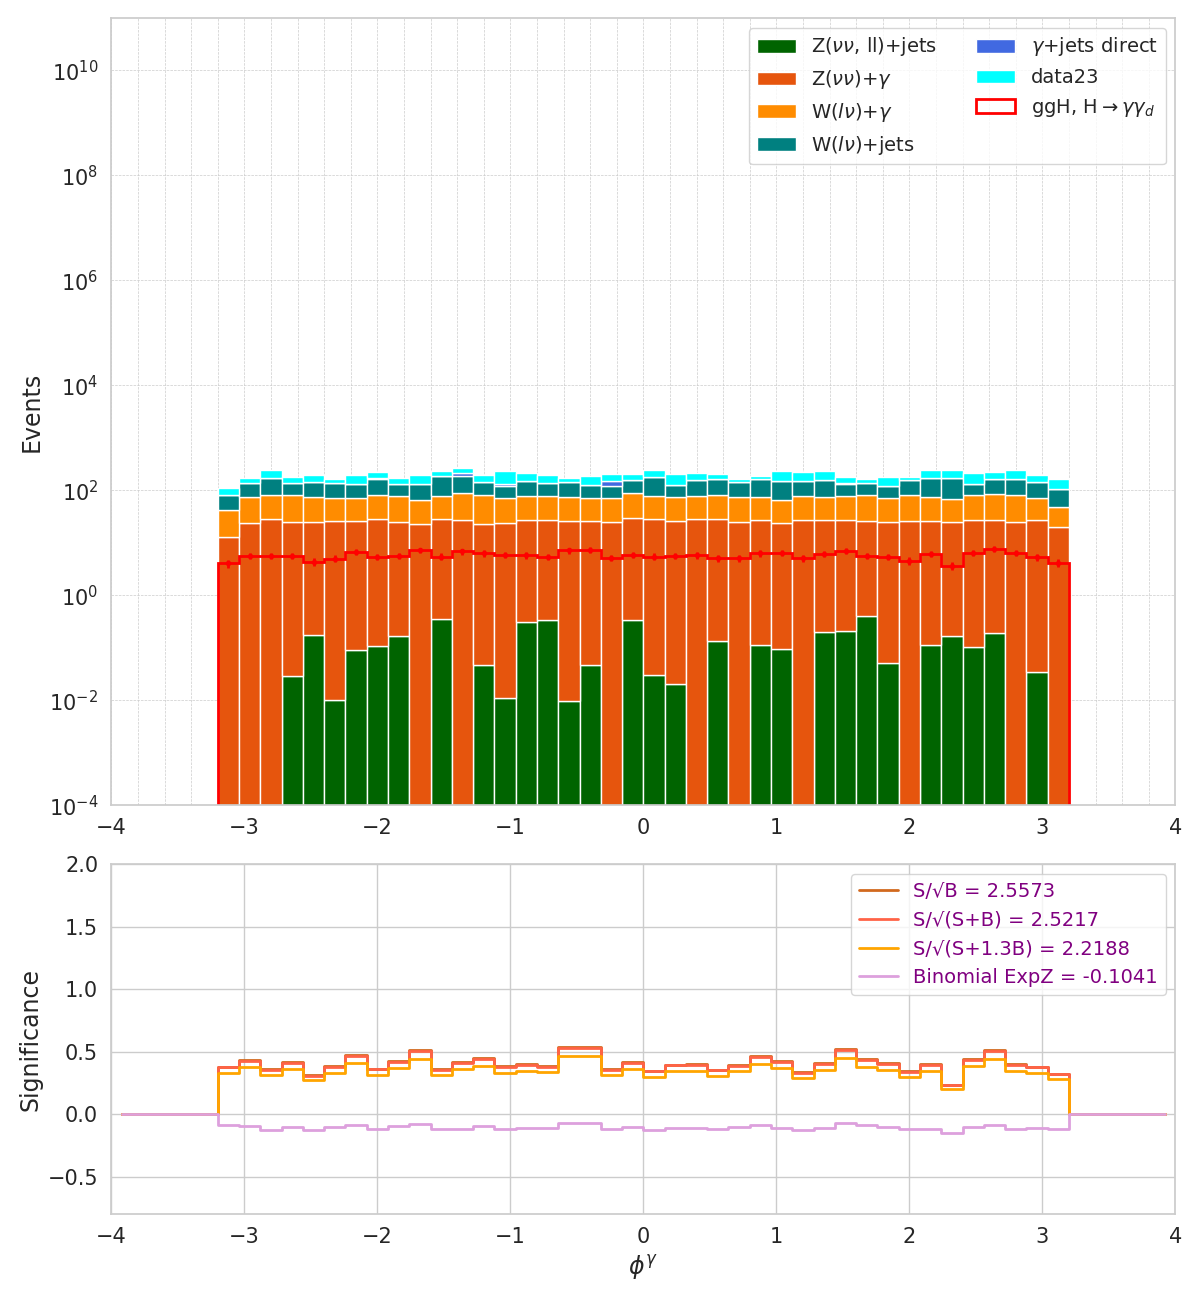 Z(νν, ll)+jets
Z(νν)+γ
W(lν)+γ
W(lν)+jets
γ+jets direct
data23
ggH, H→γγ_d
Events
10^10
10^8
10^6
10^4
10^2
10^0
10^−2
10^−4
−4 −3 −2 −1 0 1 2 3 4
S/√B = 2.5573
S/√(S+B) = 2.5217
S/√(S+1.3B) = 2.2188
Binomial ExpZ = -0.1041
Significance
2.0
1.5
1.0
0.5
0.0
−0.5
−4 −3 −2 −1 0 1 2 3 4
ϕ^γ